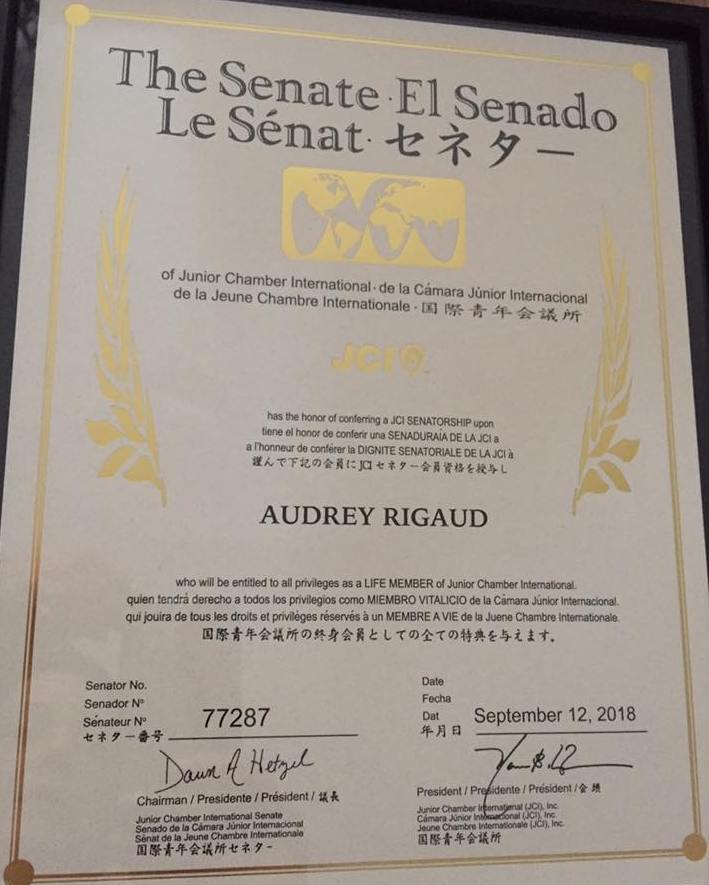 The Senate · El Senado
Le Sénat · セネター
of Junior Chamber International · de la Cámara Júnior Internacional
de la Jeune Chambre Internationale · 国際青年会議所
JCI
has the honor of conferring a JCI SENATORSHIP upon
tiene el honor de conferir una SENADURAÍA DE LA JCI a
a l'honneur de conférer la DIGNITE SENATORIALE DE LA JCI à
謹んで下記の会員にJCIセネター会員資格を授与し
AUDREY RIGAUD
who will be entitled to all privileges as a LIFE MEMBER of Junior Chamber International.
quien tendrá derecho a todos los privilegios como MIEMBRO VITALICIO de la Cámara Júnior Internacional.
qui jouira de tous les droits et privilèges réservés à un MEMBRE A VIE de la Juene Chambre Internationale.
国際青年会議所の終身会員としての全ての特典を与えます。
Senator No.
Senador Nº
Sénateur Nº 77287
セネター番号
Dawn A Hetzel
Chairman / Presidente / Président / 議長
Junior Chamber International Senate
Senado de la Cámara Júnior Internacional
Sénat de la Jeune Chambre Internationale
国際青年会議所セネター
Date
Fecha
Dat September 12, 2018
年月日
President / Presidente / Président / 会頭
Junior Chamber International (JCI), Inc.
Cámara Júnior Internacional (JCI), Inc.
Jeune Chambre Internationale (JCI), Inc.
国際青年会議所